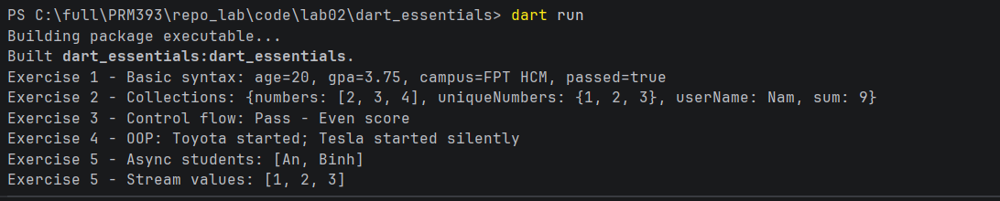 PS C:\full\PRM393\repo_lab\code\lab02\dart_essentials> dart run
Building package executable...
Built dart_essentials:dart_essentials.
Exercise 1 - Basic syntax: age=20, gpa=3.75, campus=FPT HCM, passed=true
Exercise 2 - Collections: {numbers: [2, 3, 4], uniqueNumbers: {1, 2, 3}, userName: Nam, sum: 9}
Exercise 3 - Control flow: Pass - Even score
Exercise 4 - OOP: Toyota started; Tesla started silently
Exercise 5 - Async students: [An, Binh]
Exercise 5 - Stream values: [1, 2, 3]